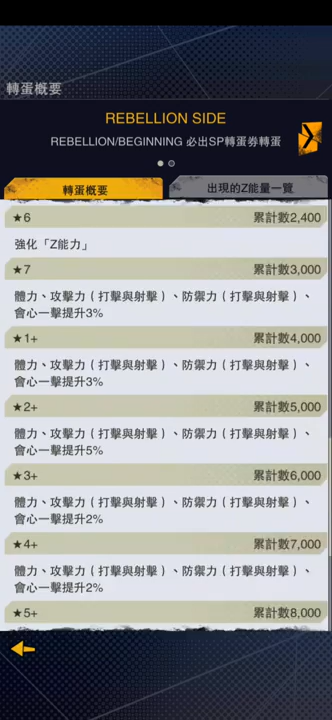 轉蛋概要
REBELLION SIDE
REBELLION/BEGINNING 必出SP轉蛋券轉蛋
轉蛋概要
出現的Z能量一覽
★6 累計數2,400
強化「Z能力」
★7 累計數3,000
體力、攻擊力（打擊與射擊）、防禦力（打擊與射擊）、
會心一擊提升3%
★1+ 累計數4,000
體力、攻擊力（打擊與射擊）、防禦力（打擊與射擊）、
會心一擊提升3%
★2+ 累計數5,000
體力、攻擊力（打擊與射擊）、防禦力（打擊與射擊）、
會心一擊提升5%
★3+ 累計數6,000
體力、攻擊力（打擊與射擊）、防禦力（打擊與射擊）、
會心一擊提升2%
★4+ 累計數7,000
體力、攻擊力（打擊與射擊）、防禦力（打擊與射擊）、
會心一擊提升2%
★5+ 累計數8,000